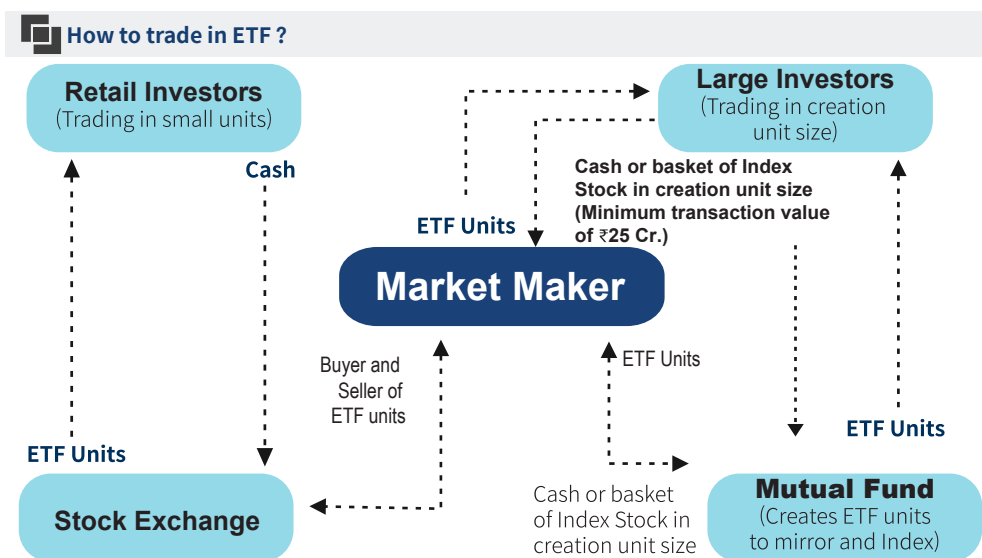 How to trade in ETF ?
Retail Investors
(Trading in small units)
Large Investors
(Trading in creation
unit size)
Cash
Cash or basket of Index
Stock in creation unit size
(Minimum transaction value
of ₹25 Cr.)
ETF Units
Market Maker
Buyer and
Seller of
ETF units
ETF Units
ETF Units
ETF Units
Stock Exchange
Cash or basket
of Index Stock in
creation unit size
Mutual Fund
(Creates ETF units
to mirror and Index)